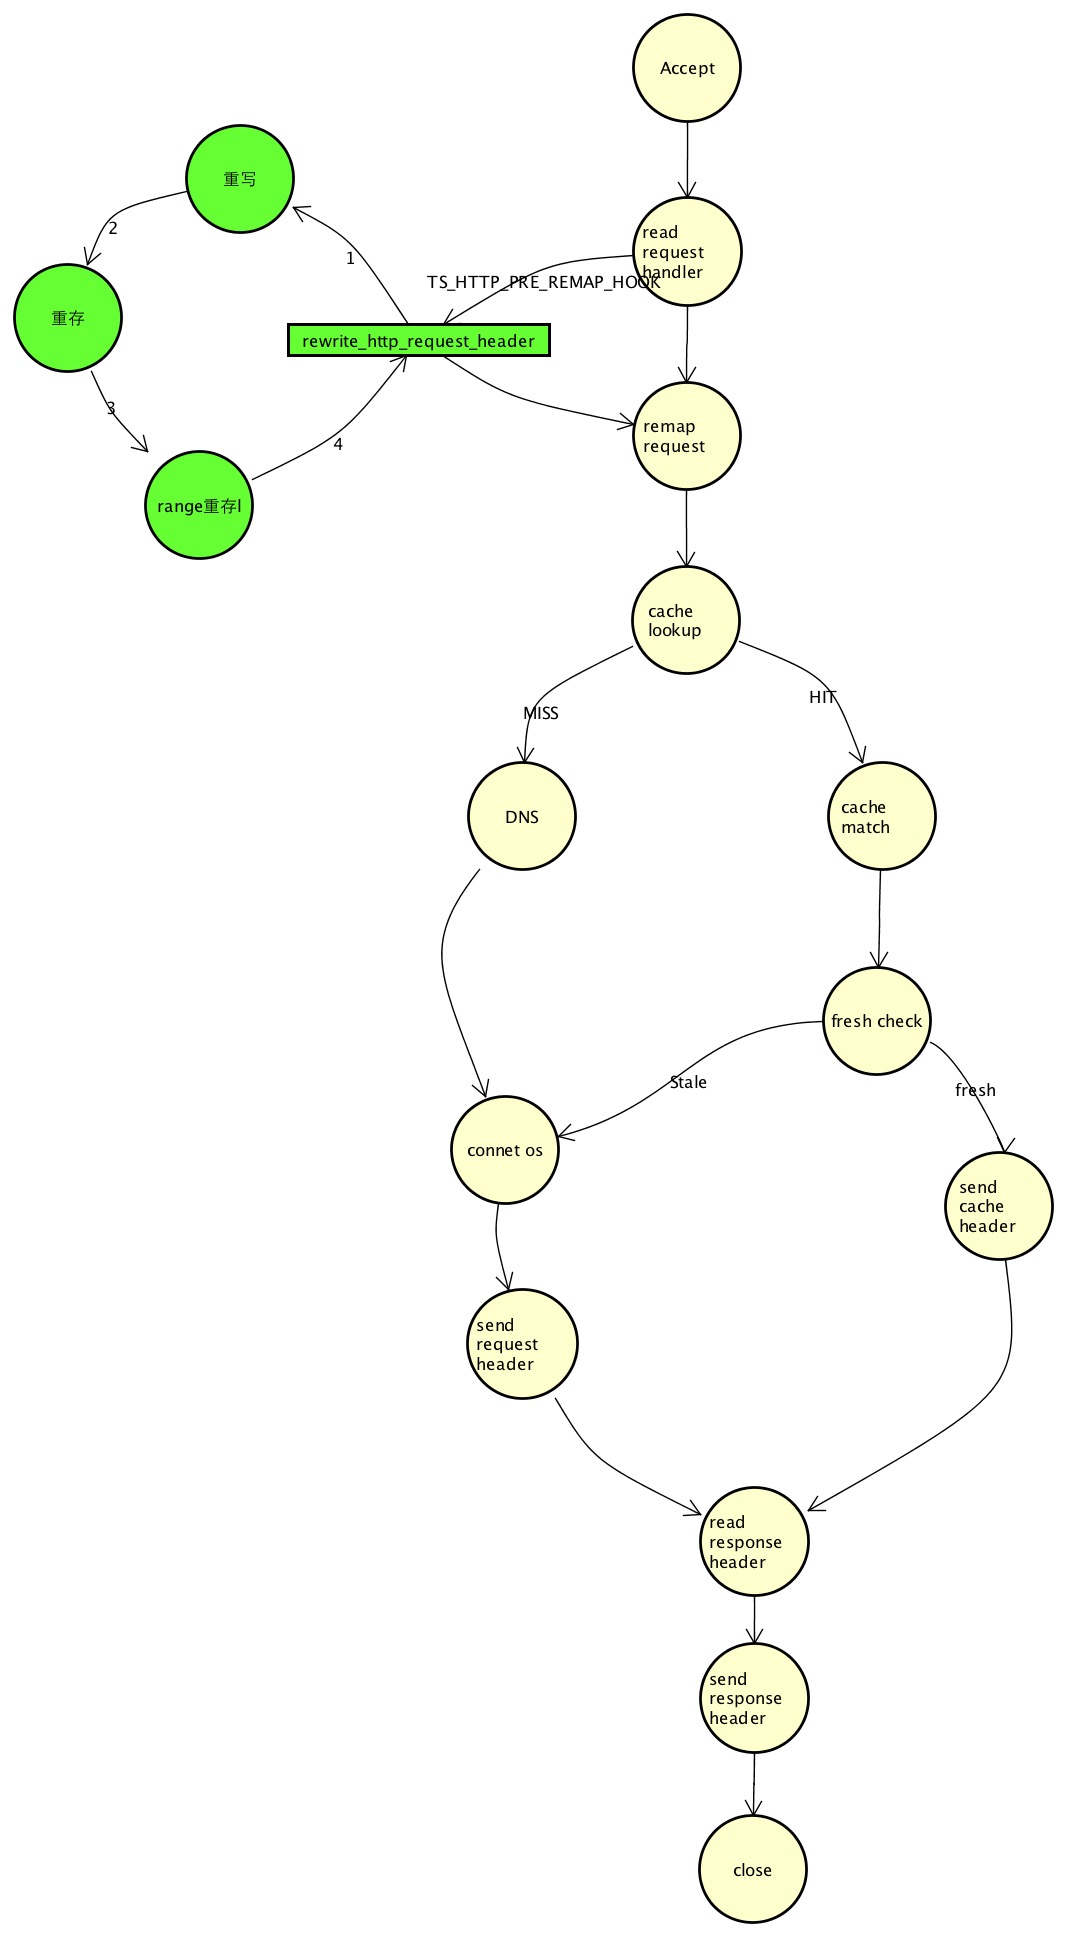 Accept
重写
2
read
request
handler
1
TS_HTTP_PRE_REMAP_HOOK
重存
rewrite_http_request_header
3
4
remap
request
range重存l
cache
lookup
HIT
MISS
DNS
cache
match
fresh check
Stale
fresh
connet os
send
cache
header
send
request
header
read
response
header
send
response
header
close